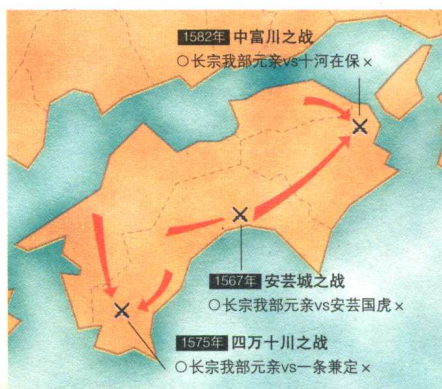 1582年 中富川之战
○长宗我部元亲vs十河在保×
1567年 安芸城之战
○长宗我部元亲vs安芸国虎×
1575年 四万十川之战
○长宗我部元亲vs一条兼定×